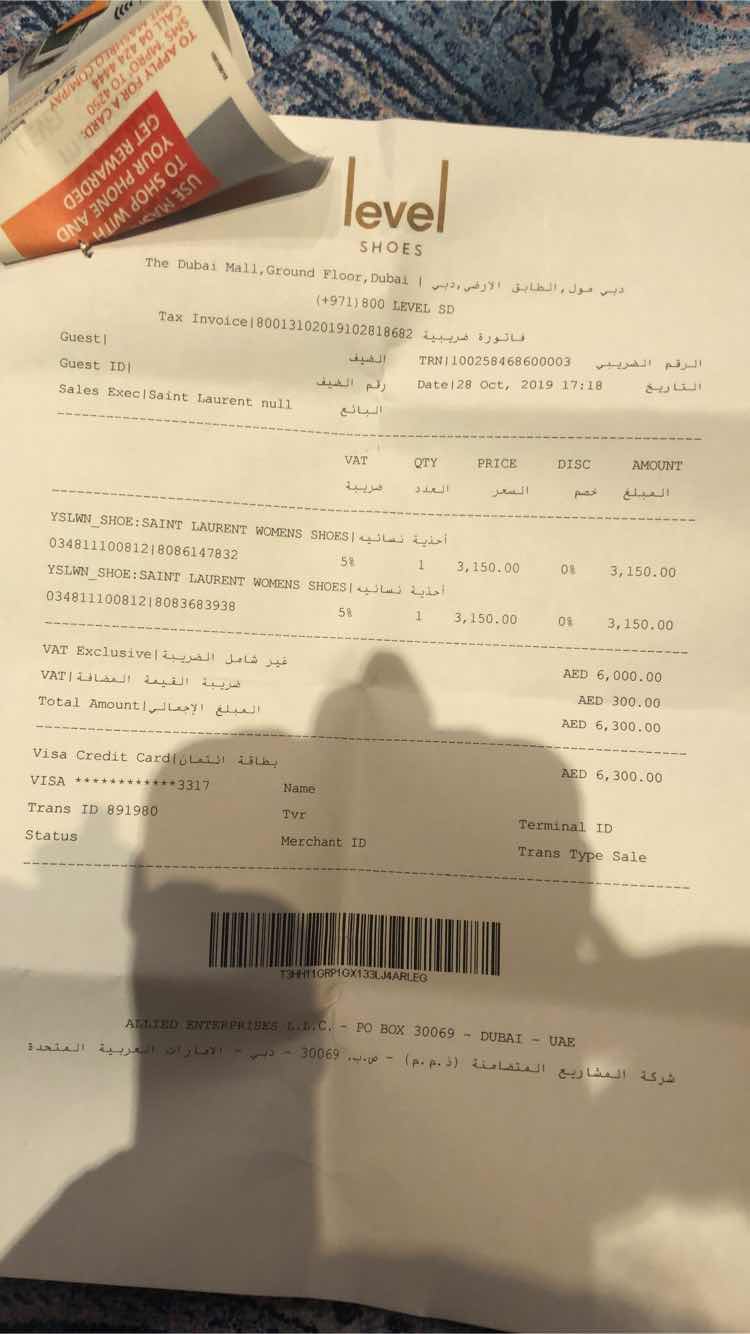 USE MAS
TO SHOP WITH
YOUR PHONE AND
GET REWARDED
TO APPLY FOR A CARD:
CALL 04 424 4444
SMS 'MPRO' TO 4250
level
SHOES
The Dubai Mall,Ground Floor,Dubai | دبي مول,الطابق الارضي,دبي
(+971)800 LEVEL SD
Tax Invoice|80013102019102818682 فاتورة ضريبية
Guest| الضيف TRN|100258468600003 الرقم الضريبي
Guest ID| رقم الضيف Date|28 Oct, 2019 17:18 التاريخ
Sales Exec|Saint Laurent null البائع
VAT QTY PRICE DISC AMOUNT
ضريبة العدد السعر خصم المبلغ
YSLWN_SHOE:SAINT LAURENT WOMENS SHOES|أحذية نسائيه
034811100812|8086147832 5% 1 3,150.00 0% 3,150.00
YSLWN_SHOE:SAINT LAURENT WOMENS SHOES|أحذية نسائيه
034811100812|8083683938 5% 1 3,150.00 0% 3,150.00
VAT Exclusive|غير شامل الضريبة AED 6,000.00
VAT|ضريبة القيمة المضافة AED 300.00
Total Amount|المبلغ الإجمالي AED 6,300.00
Visa Credit Card|بطاقة ائتمان AED 6,300.00
VISA ************3317 Name
Trans ID 891980 Tvr Terminal ID
Status Merchant ID Trans Type Sale
T3HH11GRP1GX133LJ4ARLEG
ALLIED ENTERPRISES L.L.C. - PO BOX 30069 - DUBAI - UAE
شركة المشاريع المتضامنة (ذ.م.م) - ص.ب. 30069 - دبي - الامارات العربية المتحدة